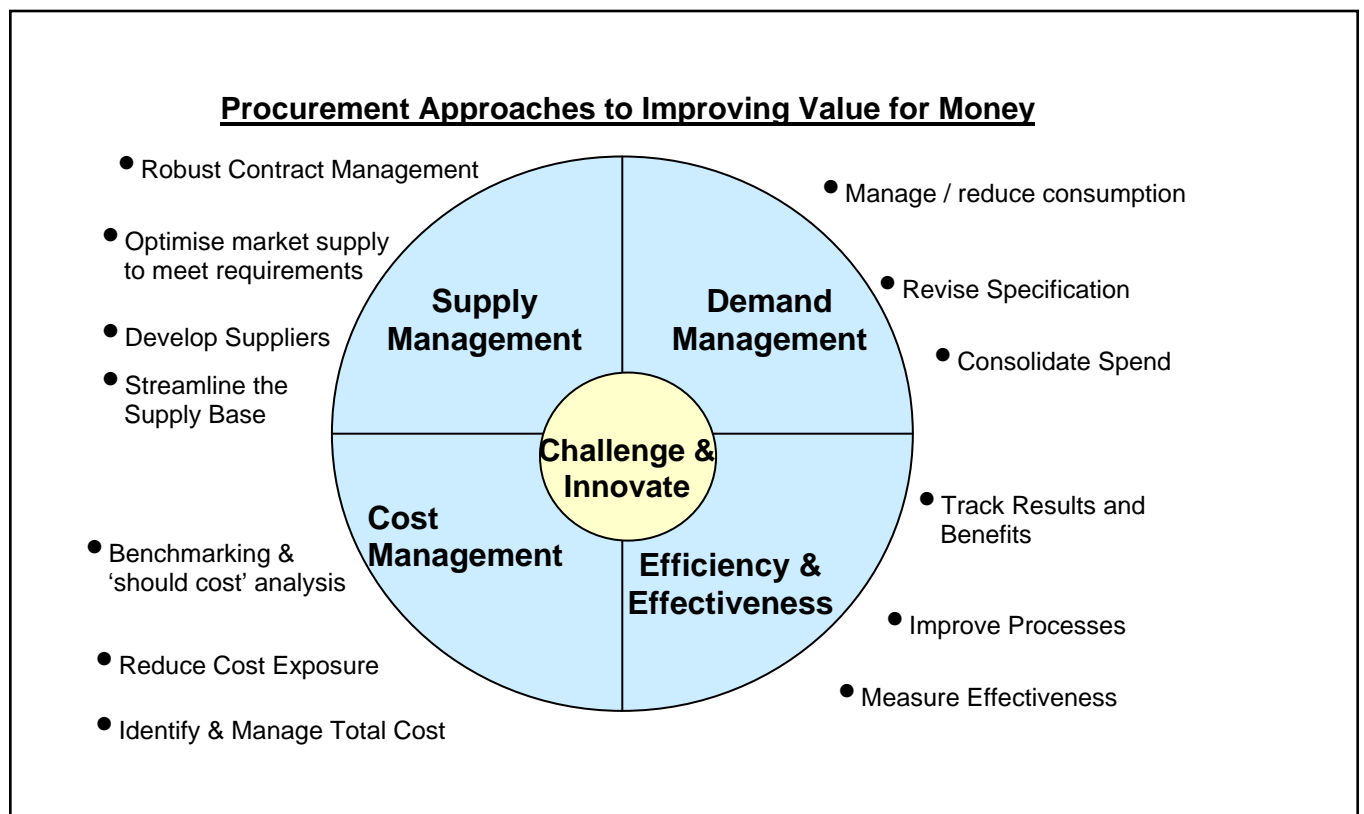 Procurement Approaches to Improving Value for Money
• Robust Contract Management
• Optimise market supply
to meet requirements
• Develop Suppliers
• Streamline the
Supply Base
Supply
Management
Demand
Management
• Manage / reduce consumption
• Revise Specification
• Consolidate Spend
Challenge &
Innovate
Cost
Management
• Benchmarking &
‘should cost’ analysis
• Reduce Cost Exposure
• Identify & Manage Total Cost
Efficiency &
Effectiveness
• Track Results and
Benefits
• Improve Processes
• Measure Effectiveness